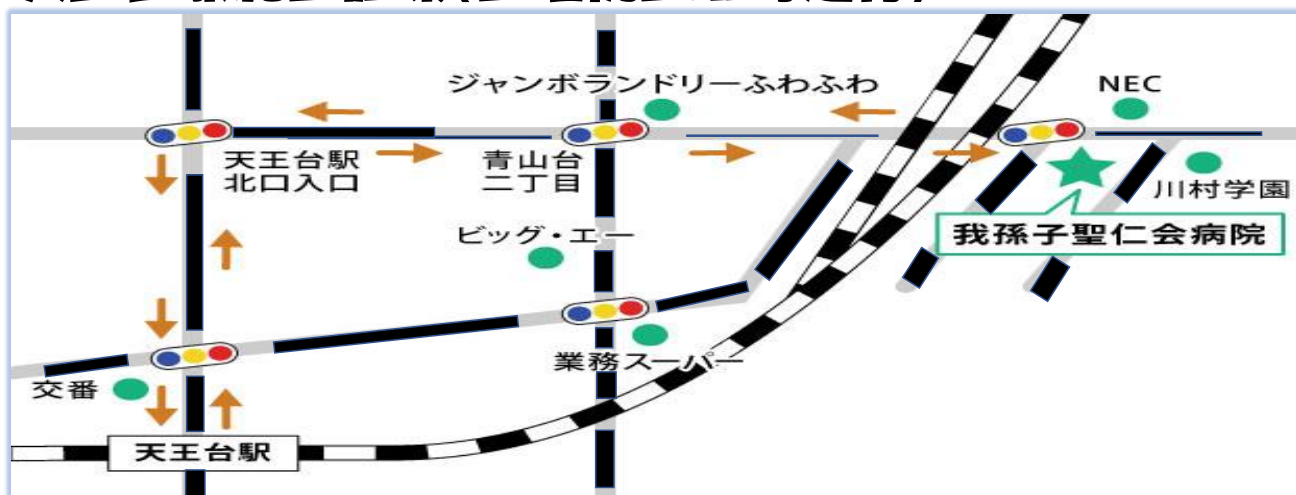 ジャンボランドリーふわふわ
NEC
天王台駅
北口入口
青山台
二丁目
川村学園
我孫子聖仁会病院
ビッグ・エー
業務スーパー
交番
天王台駅